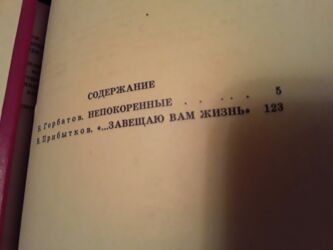 СОДЕРЖАНИЕ
Б. Горбатов. НЕПОКОРЕННЫЕ . . . . . 5
В. Прибытков. «...ЗАВЕЩАЮ ВАМ ЖИЗНЬ» 123